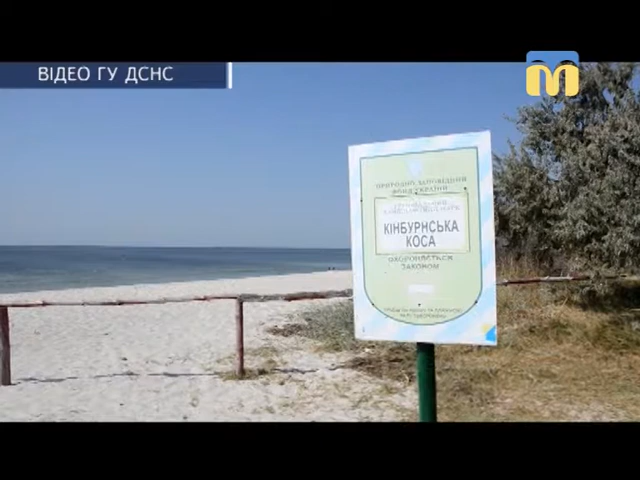 ВІДЕО ГУ ДСНС
М
ПРИРОДНО-ЗАПОВІДНИЙ
ФОНД УКРАЇНИ
КІНБУРНСЬКА
КОСА
ОХОРОНЯЄТЬСЯ
ЗАКОНОМ